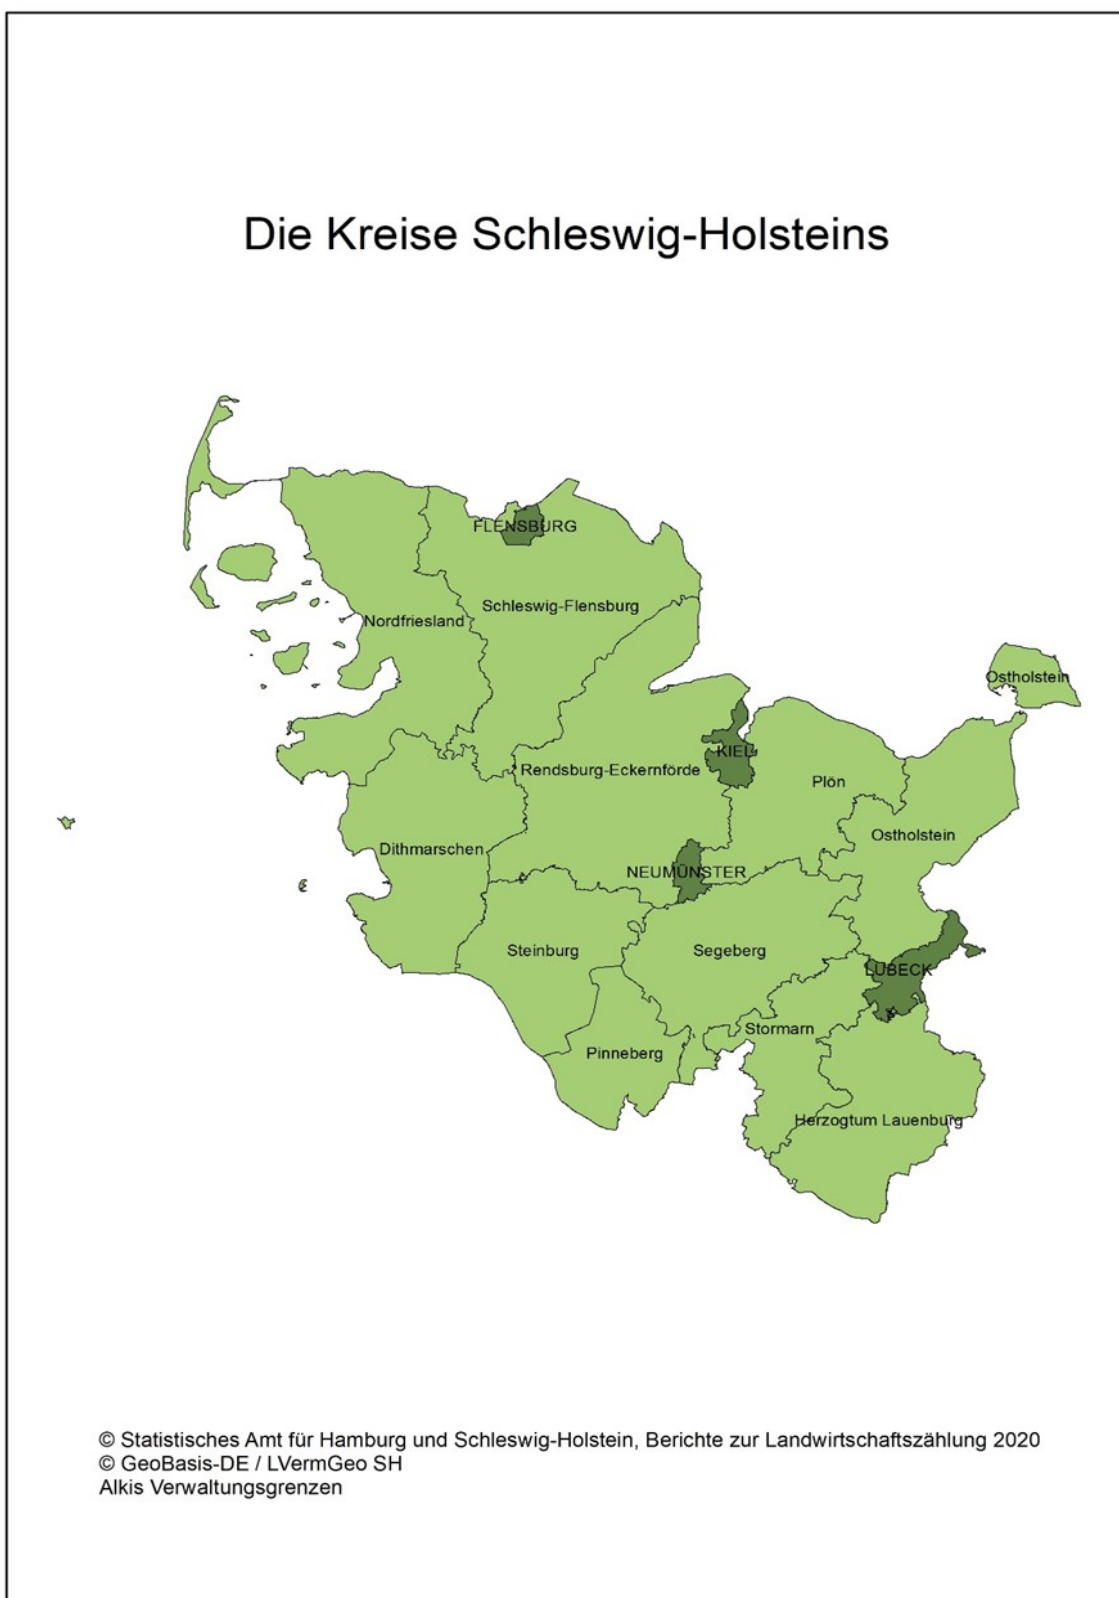 Die Kreise Schleswig-Holsteins
FLENSBURG
Schleswig-Flensburg
Nordfriesland
Ostholstein
KIEL
Rendsburg-Eckernförde
Plön
Ostholstein
Dithmarschen
NEUMÜNSTER
Steinburg
Segeberg
LÜBECK
Stormarn
Pinneberg
Herzogtum Lauenburg
© Statistisches Amt für Hamburg und Schleswig-Holstein, Berichte zur Landwirtschaftszählung 2020
© GeoBasis-DE / LVermGeo SH
Alkis Verwaltungsgrenzen